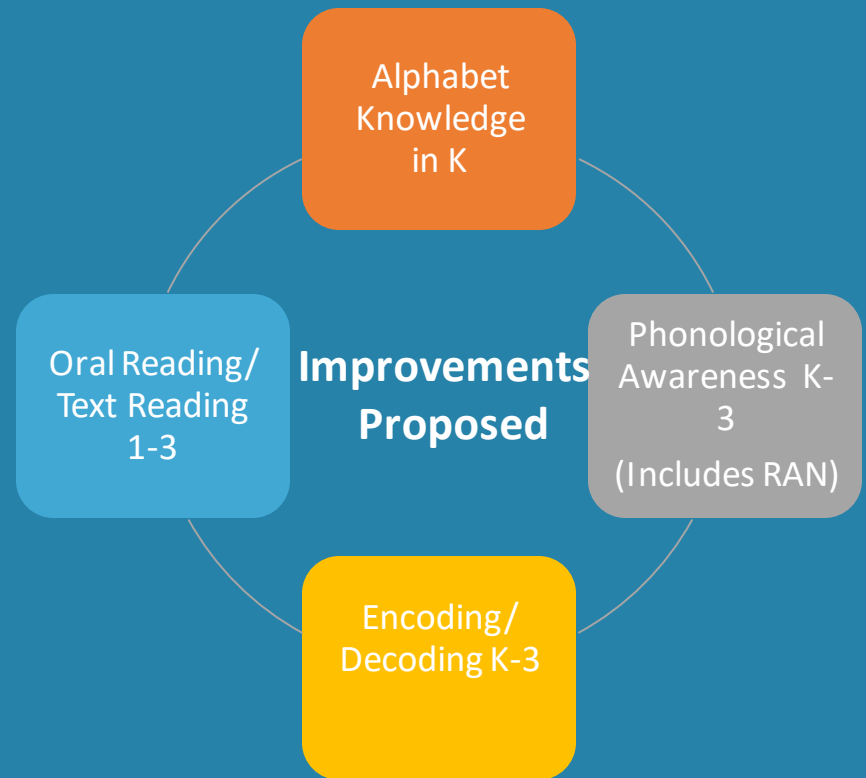 Alphabet
Knowledge
in K
Oral Reading/
Text Reading
1-3
Improvements
Proposed
Phonological
Awareness K-
3
(Includes RAN)
Encoding/
Decoding K-3